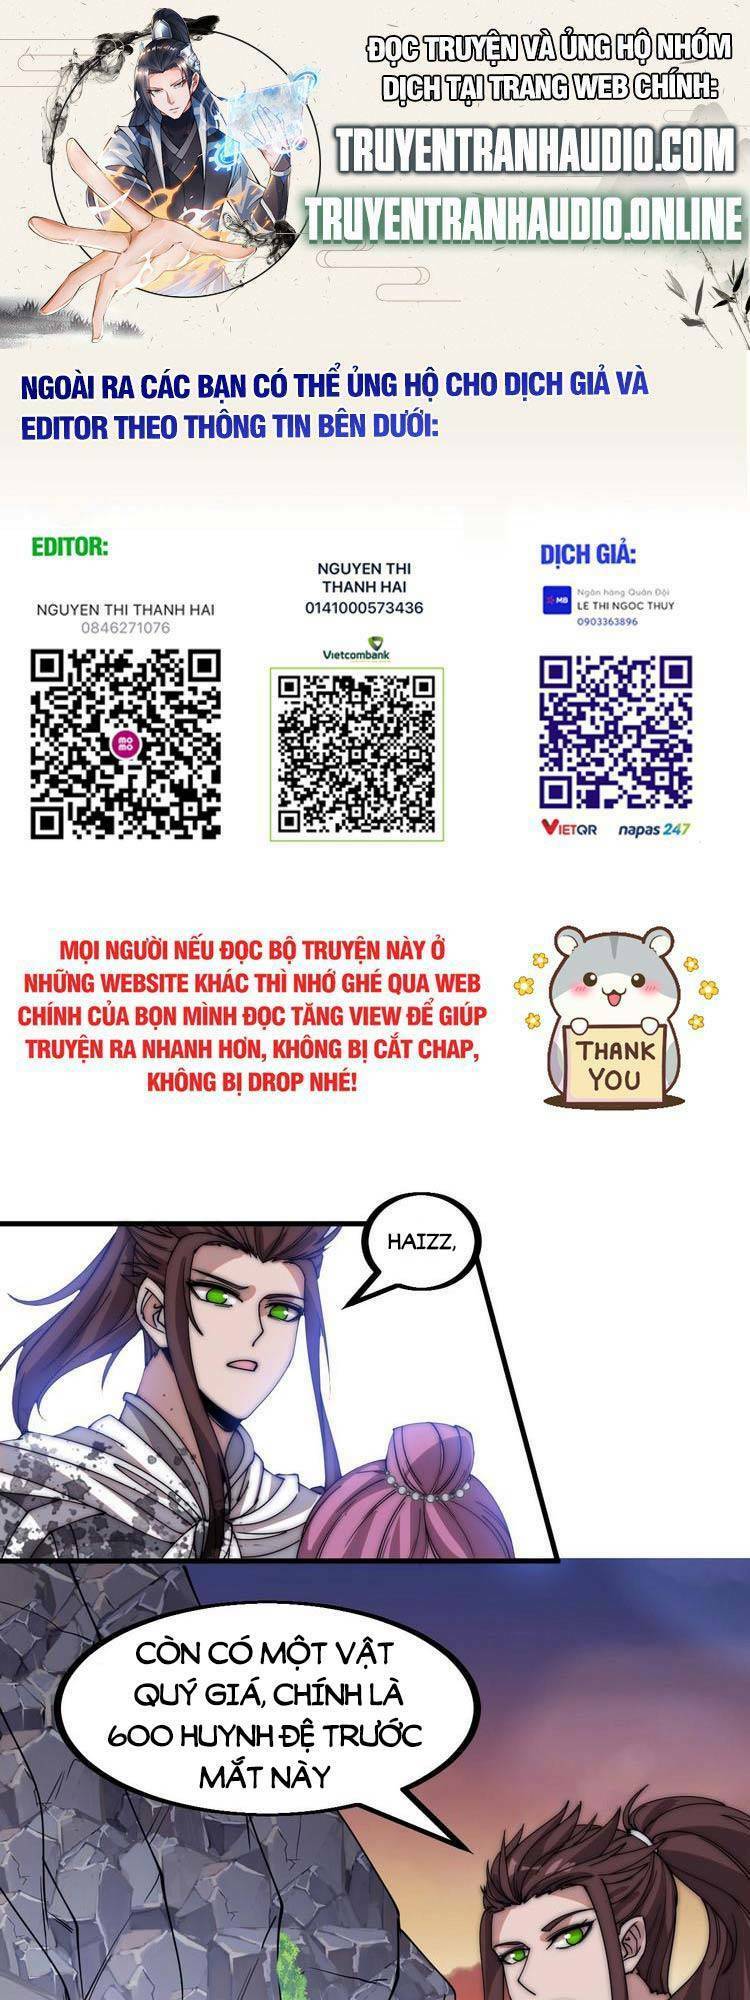 ĐỌC TRUYỆN VÀ ỦNG HỘ NHÓM
DỊCH TẠI TRANG WEB CHÍNH:
TRUYENTRANHAUDIO.COM
TRUYENTRANHAUDIO.ONLINE
NGOÀI RA CÁC BẠN CÓ THỂ ỦNG HỘ CHO DỊCH GIẢ VÀ
EDITOR THEO THÔNG TIN BÊN DƯỚI:
EDITOR:
NGUYEN THI THANH HAI
0846271076
mo
mo
NGUYEN THI
THANH HAI
0141000573436
Vietcombank
DỊCH GIẢ:
MB
Ngân hàng Quân Đội
LE THI NGOC THUY
0903363896
VIETQR napas 247
MỌI NGƯỜI NẾU ĐỌC BỘ TRUYỆN NÀY Ở
NHỮNG WEBSITE KHÁC THÌ NHỚ GHÉ QUA WEB
CHÍNH CỦA BỌN MÌNH ĐỌC TĂNG VIEW ĐỂ GIÚP
TRUYỆN RA NHANH HƠN, KHÔNG BỊ CẮT CHAP,
KHÔNG BỊ DROP NHÉ!
THANK
YOU
HAIZZ,
CÒN CÓ MỘT VẬT
QUÝ GIÁ, CHÍNH LÀ
600 HUYNH ĐỆ TRƯỚC
MẮT NÀY